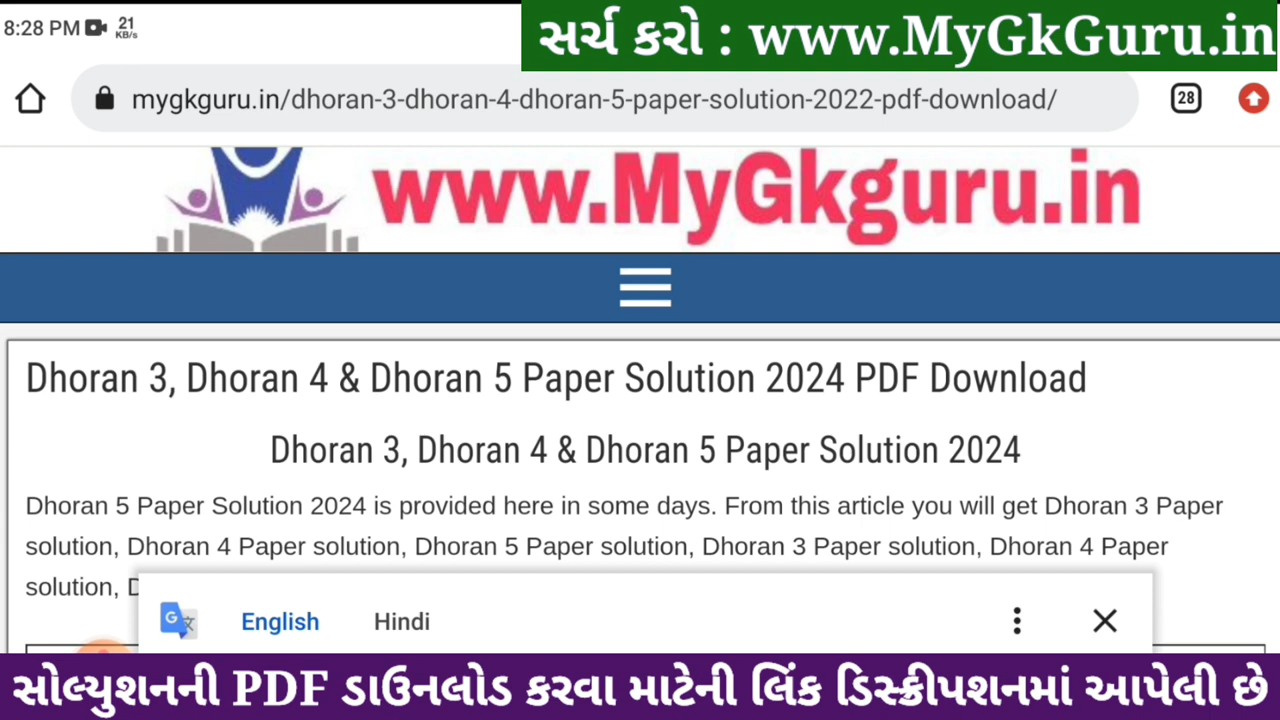 સર્ચ કરો : www.MyGkGuru.in
8:28 PM 21 KB/s
mygkguru.in/dhoran-3-dhoran-4-dhoran-5-paper-solution-2022-pdf-download/
28
www.MyGkguru.in
Dhoran 3, Dhoran 4 & Dhoran 5 Paper Solution 2024 PDF Download
Dhoran 3, Dhoran 4 & Dhoran 5 Paper Solution 2024
Dhoran 5 Paper Solution 2024 is provided here in some days. From this article you will get Dhoran 3 Paper
solution, Dhoran 4 Paper solution, Dhoran 5 Paper solution, Dhoran 3 Paper solution, Dhoran 4 Paper
solution,
English Hindi
સોલ્યુશનની PDF ડાઉનલોડ કરવા માટેની લિંક ડિસ્ક્રીપશનમાં આપેલી છે